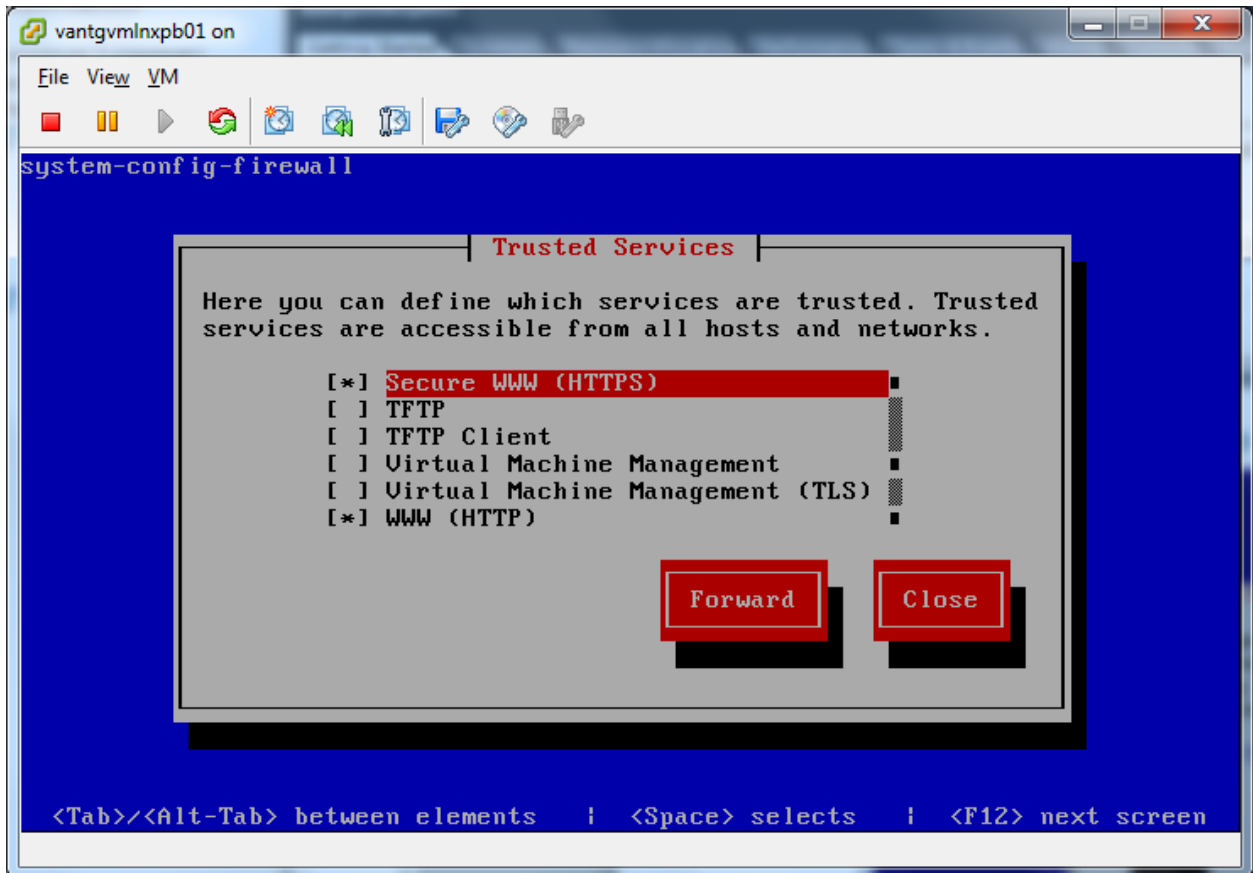 vantgvmlnxpb01 on
File View VM
system-config-firewall
Trusted Services
Here you can define which services are trusted. Trusted
services are accessible from all hosts and networks.
[*] Secure WWW (HTTPS)
[ ] TFTP
[ ] TFTP Client
[ ] Virtual Machine Management
[ ] Virtual Machine Management (TLS)
[*] WWW (HTTP)
Forward Close
<Tab>/<Alt-Tab> between elements | <Space> selects | <F12> next screen